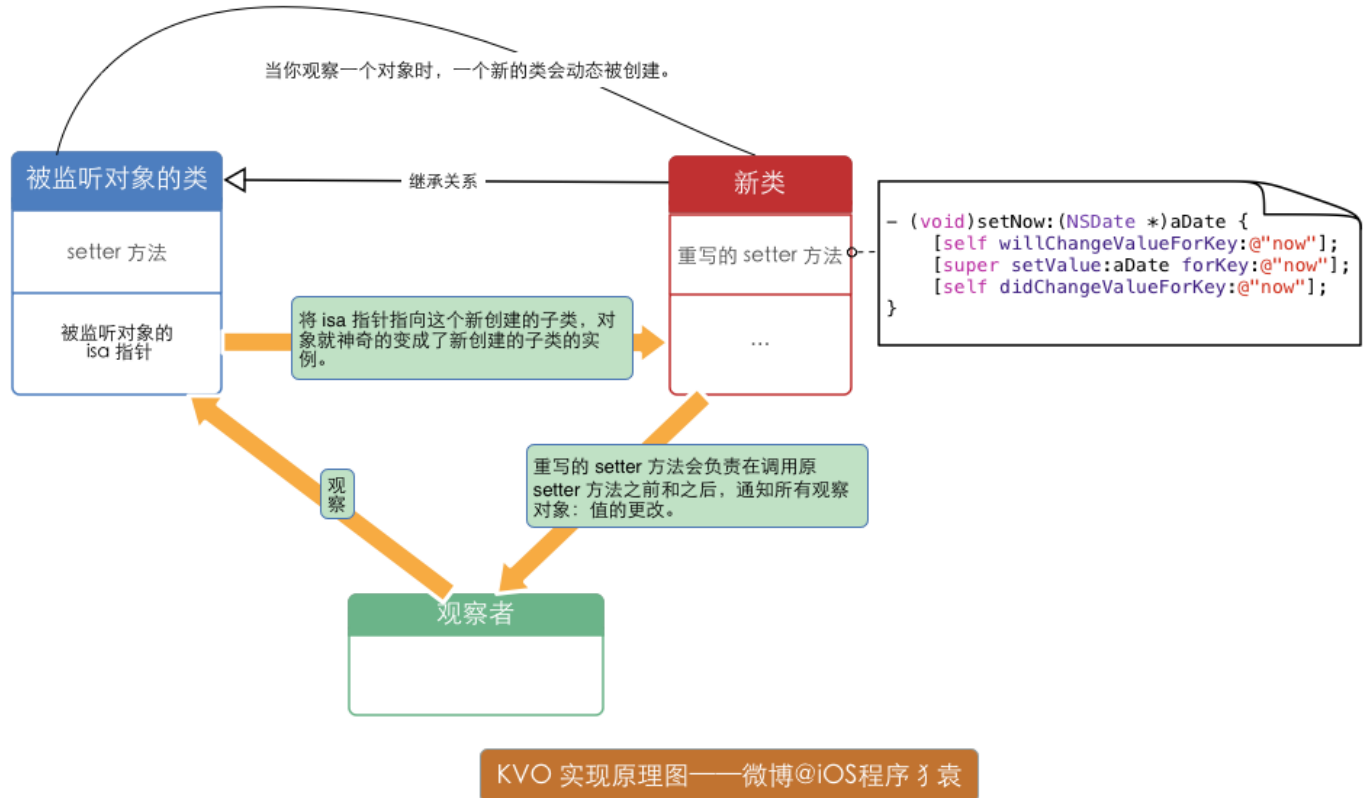 当你观察一个对象时，一个新的类会动态被创建。
被监听对象的类
继承关系
新类
setter 方法
重写的 setter 方法
- (void)setNow:(NSDate *)aDate {
[self willChangeValueForKey:@"now"];
[super setValue:aDate forKey:@"now"];
[self didChangeValueForKey:@"now"];
}
被监听对象的
isa 指针
将 isa 指针指向这个新创建的子类，对
象就神奇的变成了新创建的子类的实
例。
...
观
察
重写的 setter 方法会负责在调用原
setter 方法之前和之后，通知所有观察
对象：值的更改。
观察者
KVO 实现原理图——微博@iOS程序犭袁